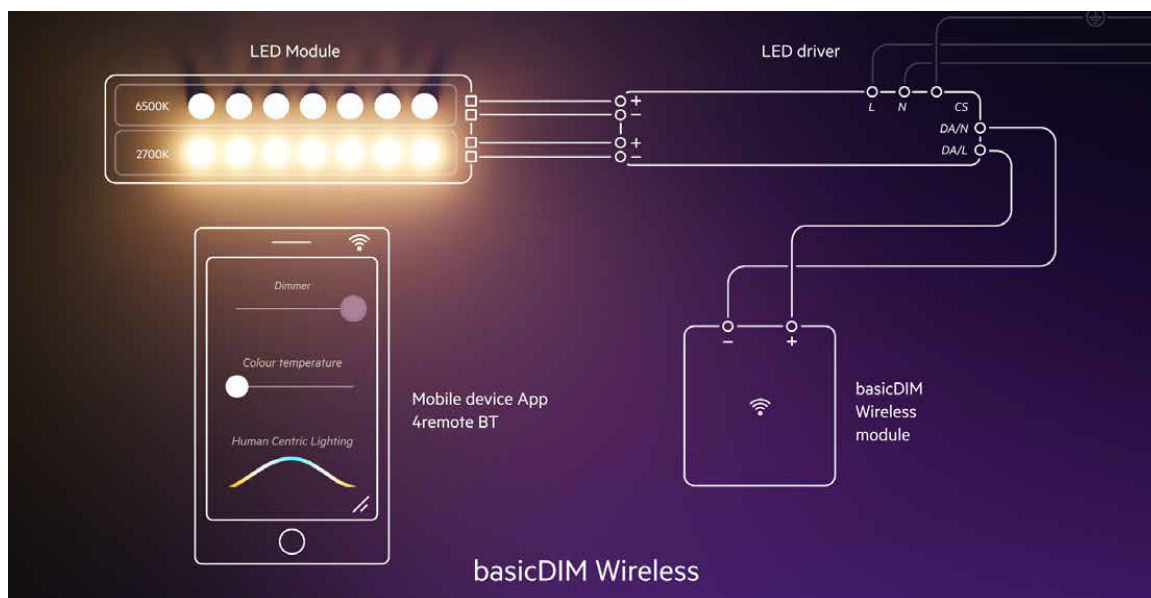 LED Module
LED driver
6500K
2700K
+
−
+
−
L
N
CS
DA/N
DA/L
Dimmer
Colour temperature
Human Centric Lighting
Mobile device App
4remote BT
−
+
basicDIM
Wireless
module
basicDIM Wireless